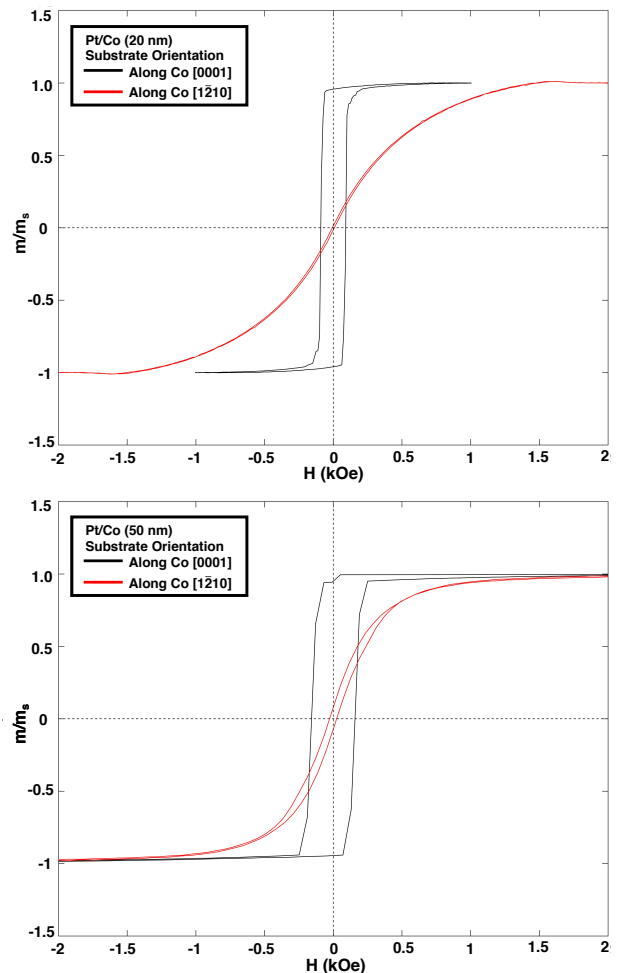 Pt/Co (20 nm)
Substrate Orientation
Along Co [0001]
Along Co [12̄10]
1.5
1.0
0.5
0
-0.5
-1
-1.5
m/ms
-2
-1.5
-1
-0.5
0
0.5
1
1.5
2
H (kOe)
Pt/Co (50 nm)
Substrate Orientation
Along Co [0001]
Along Co [12̄10]
1.5
1.0
0.5
0
-0.5
-1
-1.5
m/ms
-2
-1.5
-1
-0.5
0
0.5
1
1.5
2
H (kOe)